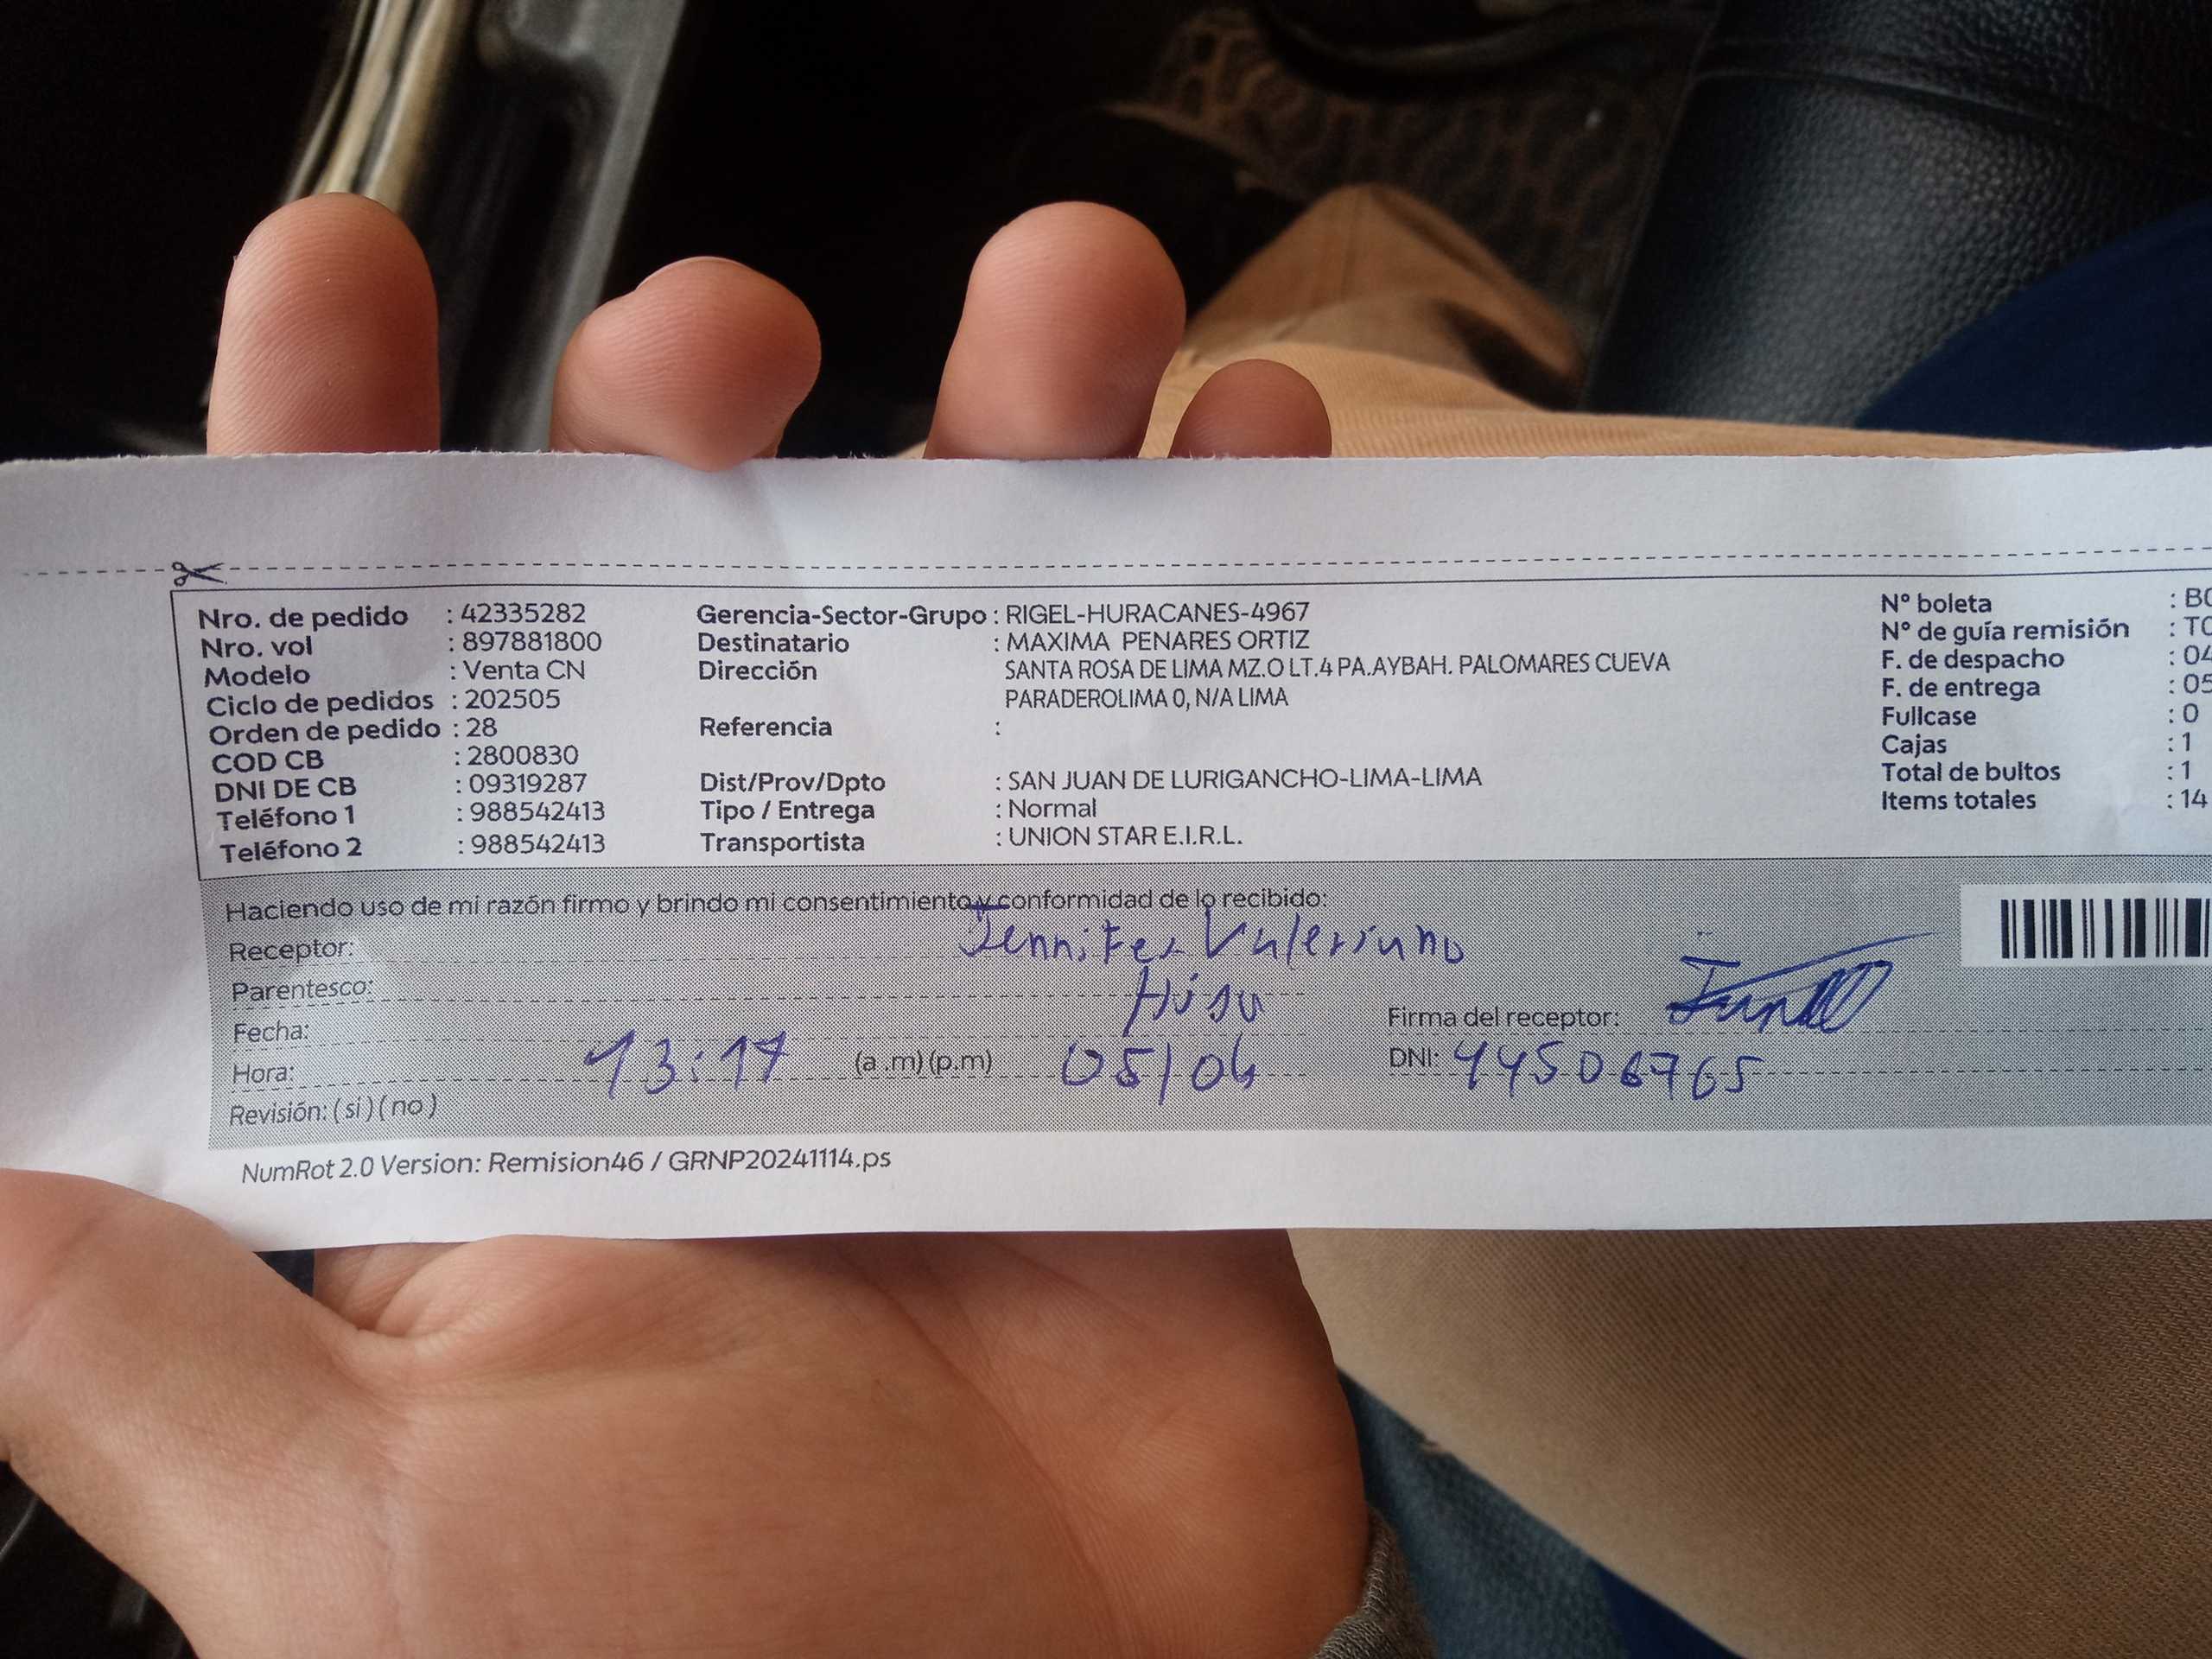 Nro. de pedido : 42335282 Gerencia-Sector-Grupo : RIGEL-HURACANES-4967 N° boleta : B
Nro. vol : 897881800 Destinatario : MAXIMA PENARES ORTIZ N° de guía remisión : T0
Modelo : Venta CN Dirección SANTA ROSA DE LIMA MZ.O LT.4 PA.AYBAH. PALOMARES CUEVA F. de despacho : 04
Ciclo de pedidos : 202505 PARADEROLIMA 0, N/A LIMA F. de entrega : 05
Orden de pedido : 28 Referencia : Fullcase : 0
COD CB : 2800830 Cajas : 1
DNI DE CB : 09319287 Dist/Prov/Dpto : SAN JUAN DE LURIGANCHO-LIMA-LIMA Total de bultos : 1
Teléfono 1 : 988542413 Tipo / Entrega : Normal Items totales : 14
Teléfono 2 : 988542413 Transportista : UNION STAR E.I.R.L.
Haciendo uso de mi razón firmo y brindo mi consentimiento y conformidad de lo recibido:
Receptor: Jennifer Valeriano
Parentesco: Hija
Fecha: Firma del receptor:
Hora: 13:17 (a .m) (p.m) 05/04 DNI: 44506765
Revisión: ( si ) ( no )
NumRot 2.0 Version: Remision46 / GRNP20241114.ps